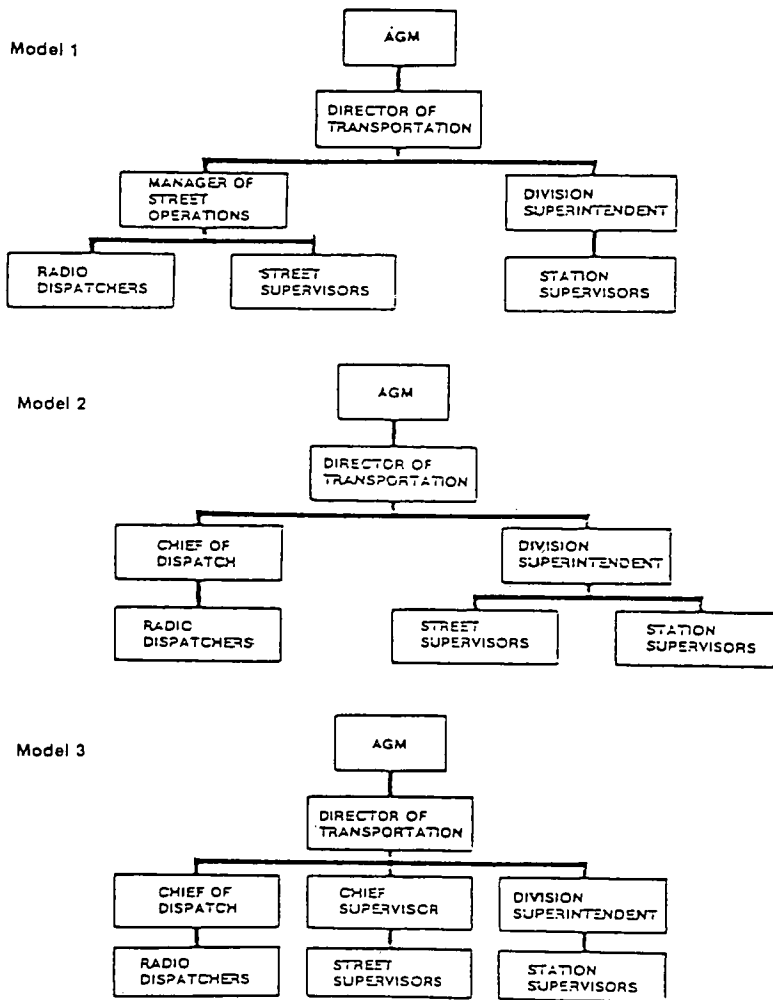 Model 1
AGM
DIRECTOR OF
TRANSPORTATION
MANAGER OF
STREET
OPERATIONS
DIVISION
SUPERINTENDENT
RADIO
DISPATCHERS
STREET
SUPERVISORS
STATION
SUPERVISORS
Model 2
AGM
DIRECTOR OF
TRANSPORTATION
CHIEF OF
DISPATCH
DIVISION
SUPERINTENDENT
RADIO
DISPATCHERS
STREET
SUPERVISORS
STATION
SUPERVISORS
Model 3
AGM
DIRECTOR OF
TRANSPORTATION
CHIEF OF
DISPATCH
CHIEF
SUPERVISOR
DIVISION
SUPERINTENDENT
RADIO
DISPATCHERS
STREET
SUPERVISORS
STATION
SUPERVISORS